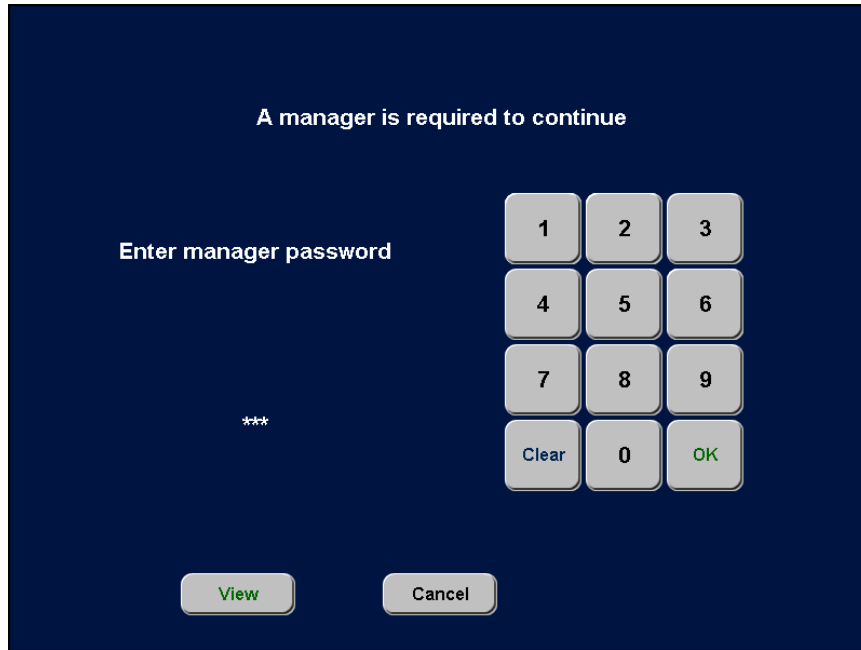 A manager is required to continue
Enter manager password
1 2 3
4 5 6
7 8 9
***
Clear 0 OK
View Cancel